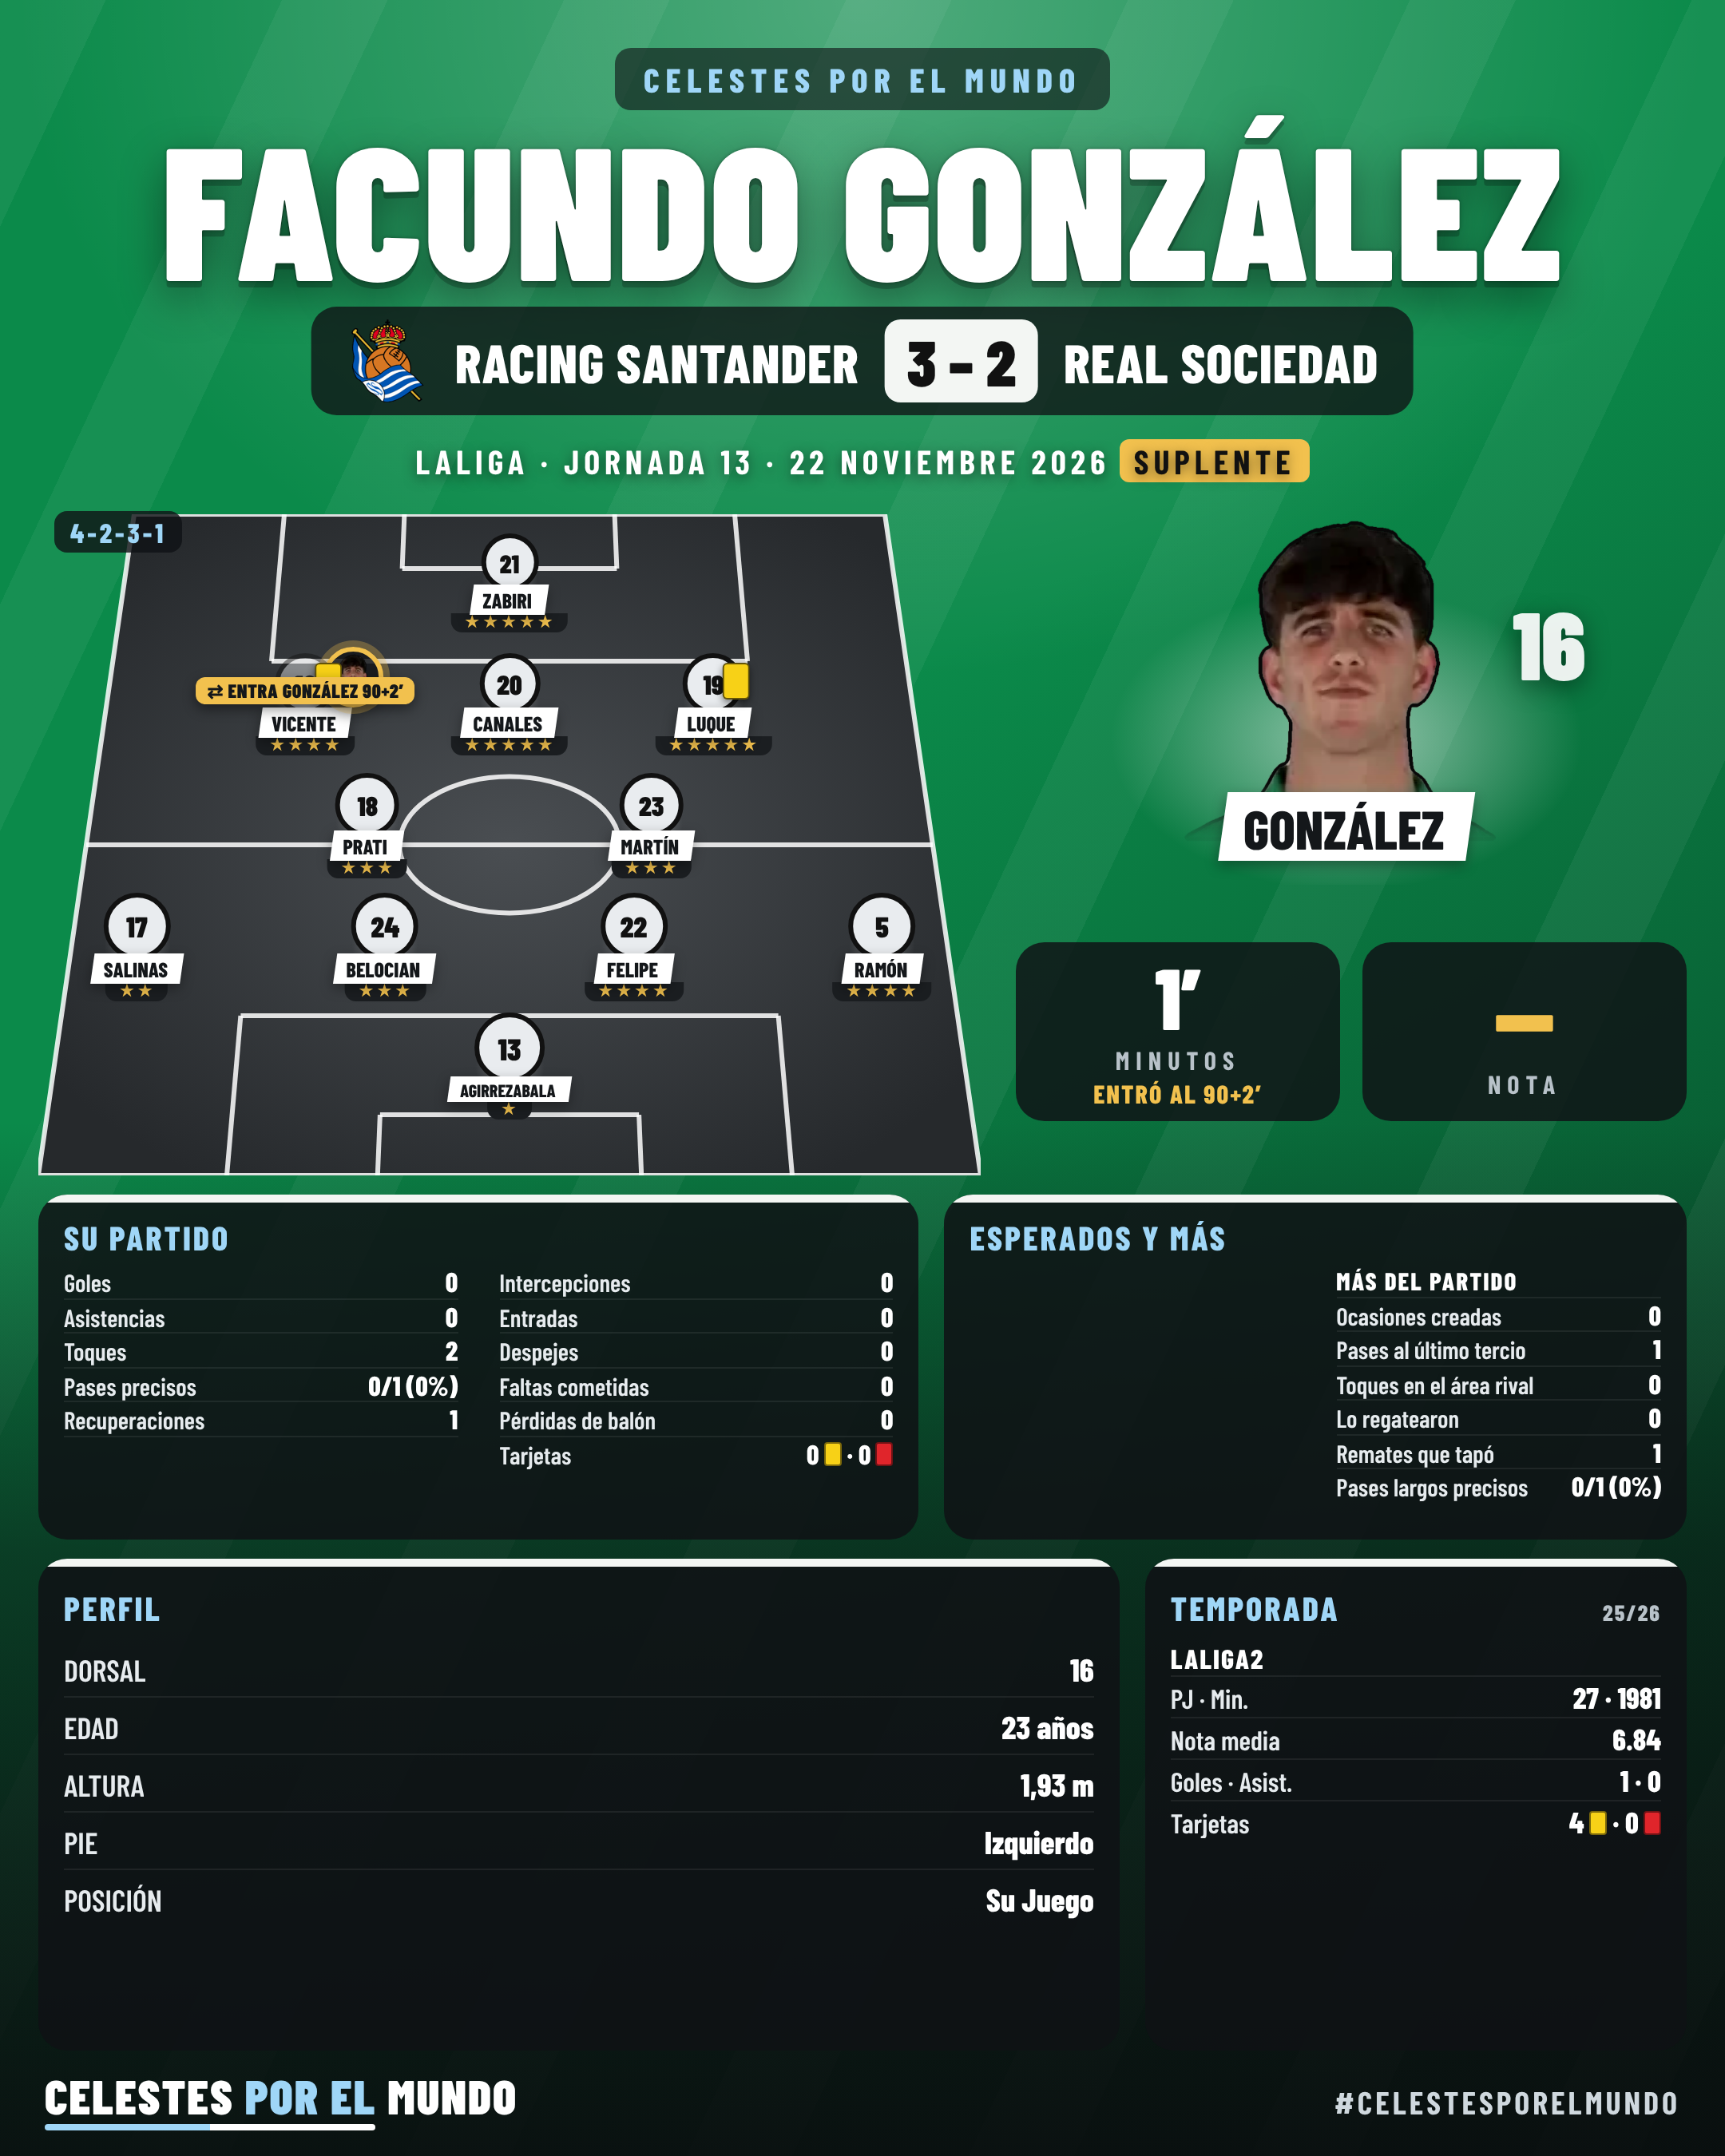 CELESTES POR EL MUNDO
FACUNDO GONZÁLEZ
RACING SANTANDER 3 – 2 REAL SOCIEDAD
LALIGA · JORNADA 13 · 22 NOVIEMBRE 2026 SUPLENTE
4-2-3-1
21
ZABIRI
⇄ ENTRA GONZÁLEZ 90+2'
VICENTE
20
CANALES
19
LUQUE
18
PRATI
23
MARTÍN
17
SALINAS
24
BELOCIAN
22
FELIPE
5
RAMÓN
13
AGIRREZABALA
16
GONZÁLEZ
1'
MINUTOS
ENTRÓ AL 90+2'
—
NOTA
SU PARTIDO
Goles 0
Asistencias 0
Toques 2
Pases precisos 0/1 (0%)
Recuperaciones 1
Intercepciones 0
Entradas 0
Despejes 0
Faltas cometidas 0
Pérdidas de balón 0
Tarjetas 0 · 0
ESPERADOS Y MÁS
MÁS DEL PARTIDO
Ocasiones creadas 0
Pases al último tercio 1
Toques en el área rival 0
Lo regatearon 0
Remates que tapó 1
Pases largos precisos 0/1 (0%)
PERFIL
DORSAL 16
EDAD 23 años
ALTURA 1,93 m
PIE Izquierdo
POSICIÓN Su Juego
TEMPORADA 25/26
LALIGA2
PJ · Min. 27 · 1981
Nota media 6.84
Goles · Asist. 1 · 0
Tarjetas 4 · 0
CELESTES POR EL MUNDO
#CELESTESPORELMUNDO